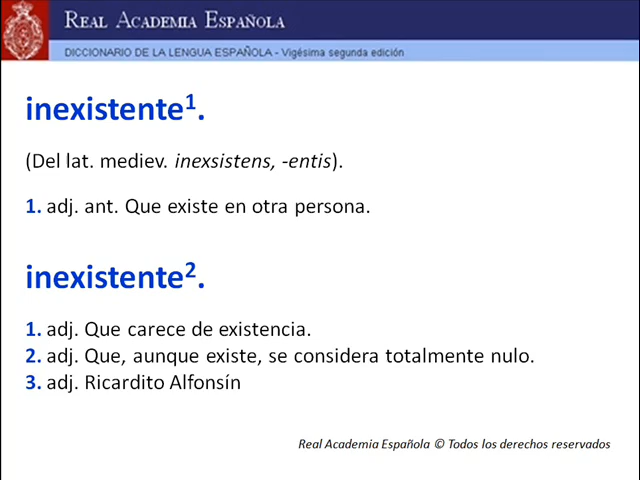 REAL ACADEMIA ESPAÑOLA
DICCIONARIO DE LA LENGUA ESPAÑOLA - Vigésima segunda edición
inexistente¹.
(Del lat. mediev. inexsistens, -entis).
1. adj. ant. Que existe en otra persona.
inexistente².
1. adj. Que carece de existencia.
2. adj. Que, aunque existe, se considera totalmente nulo.
3. adj. Ricardito Alfonsín
Real Academia Española © Todos los derechos reservados